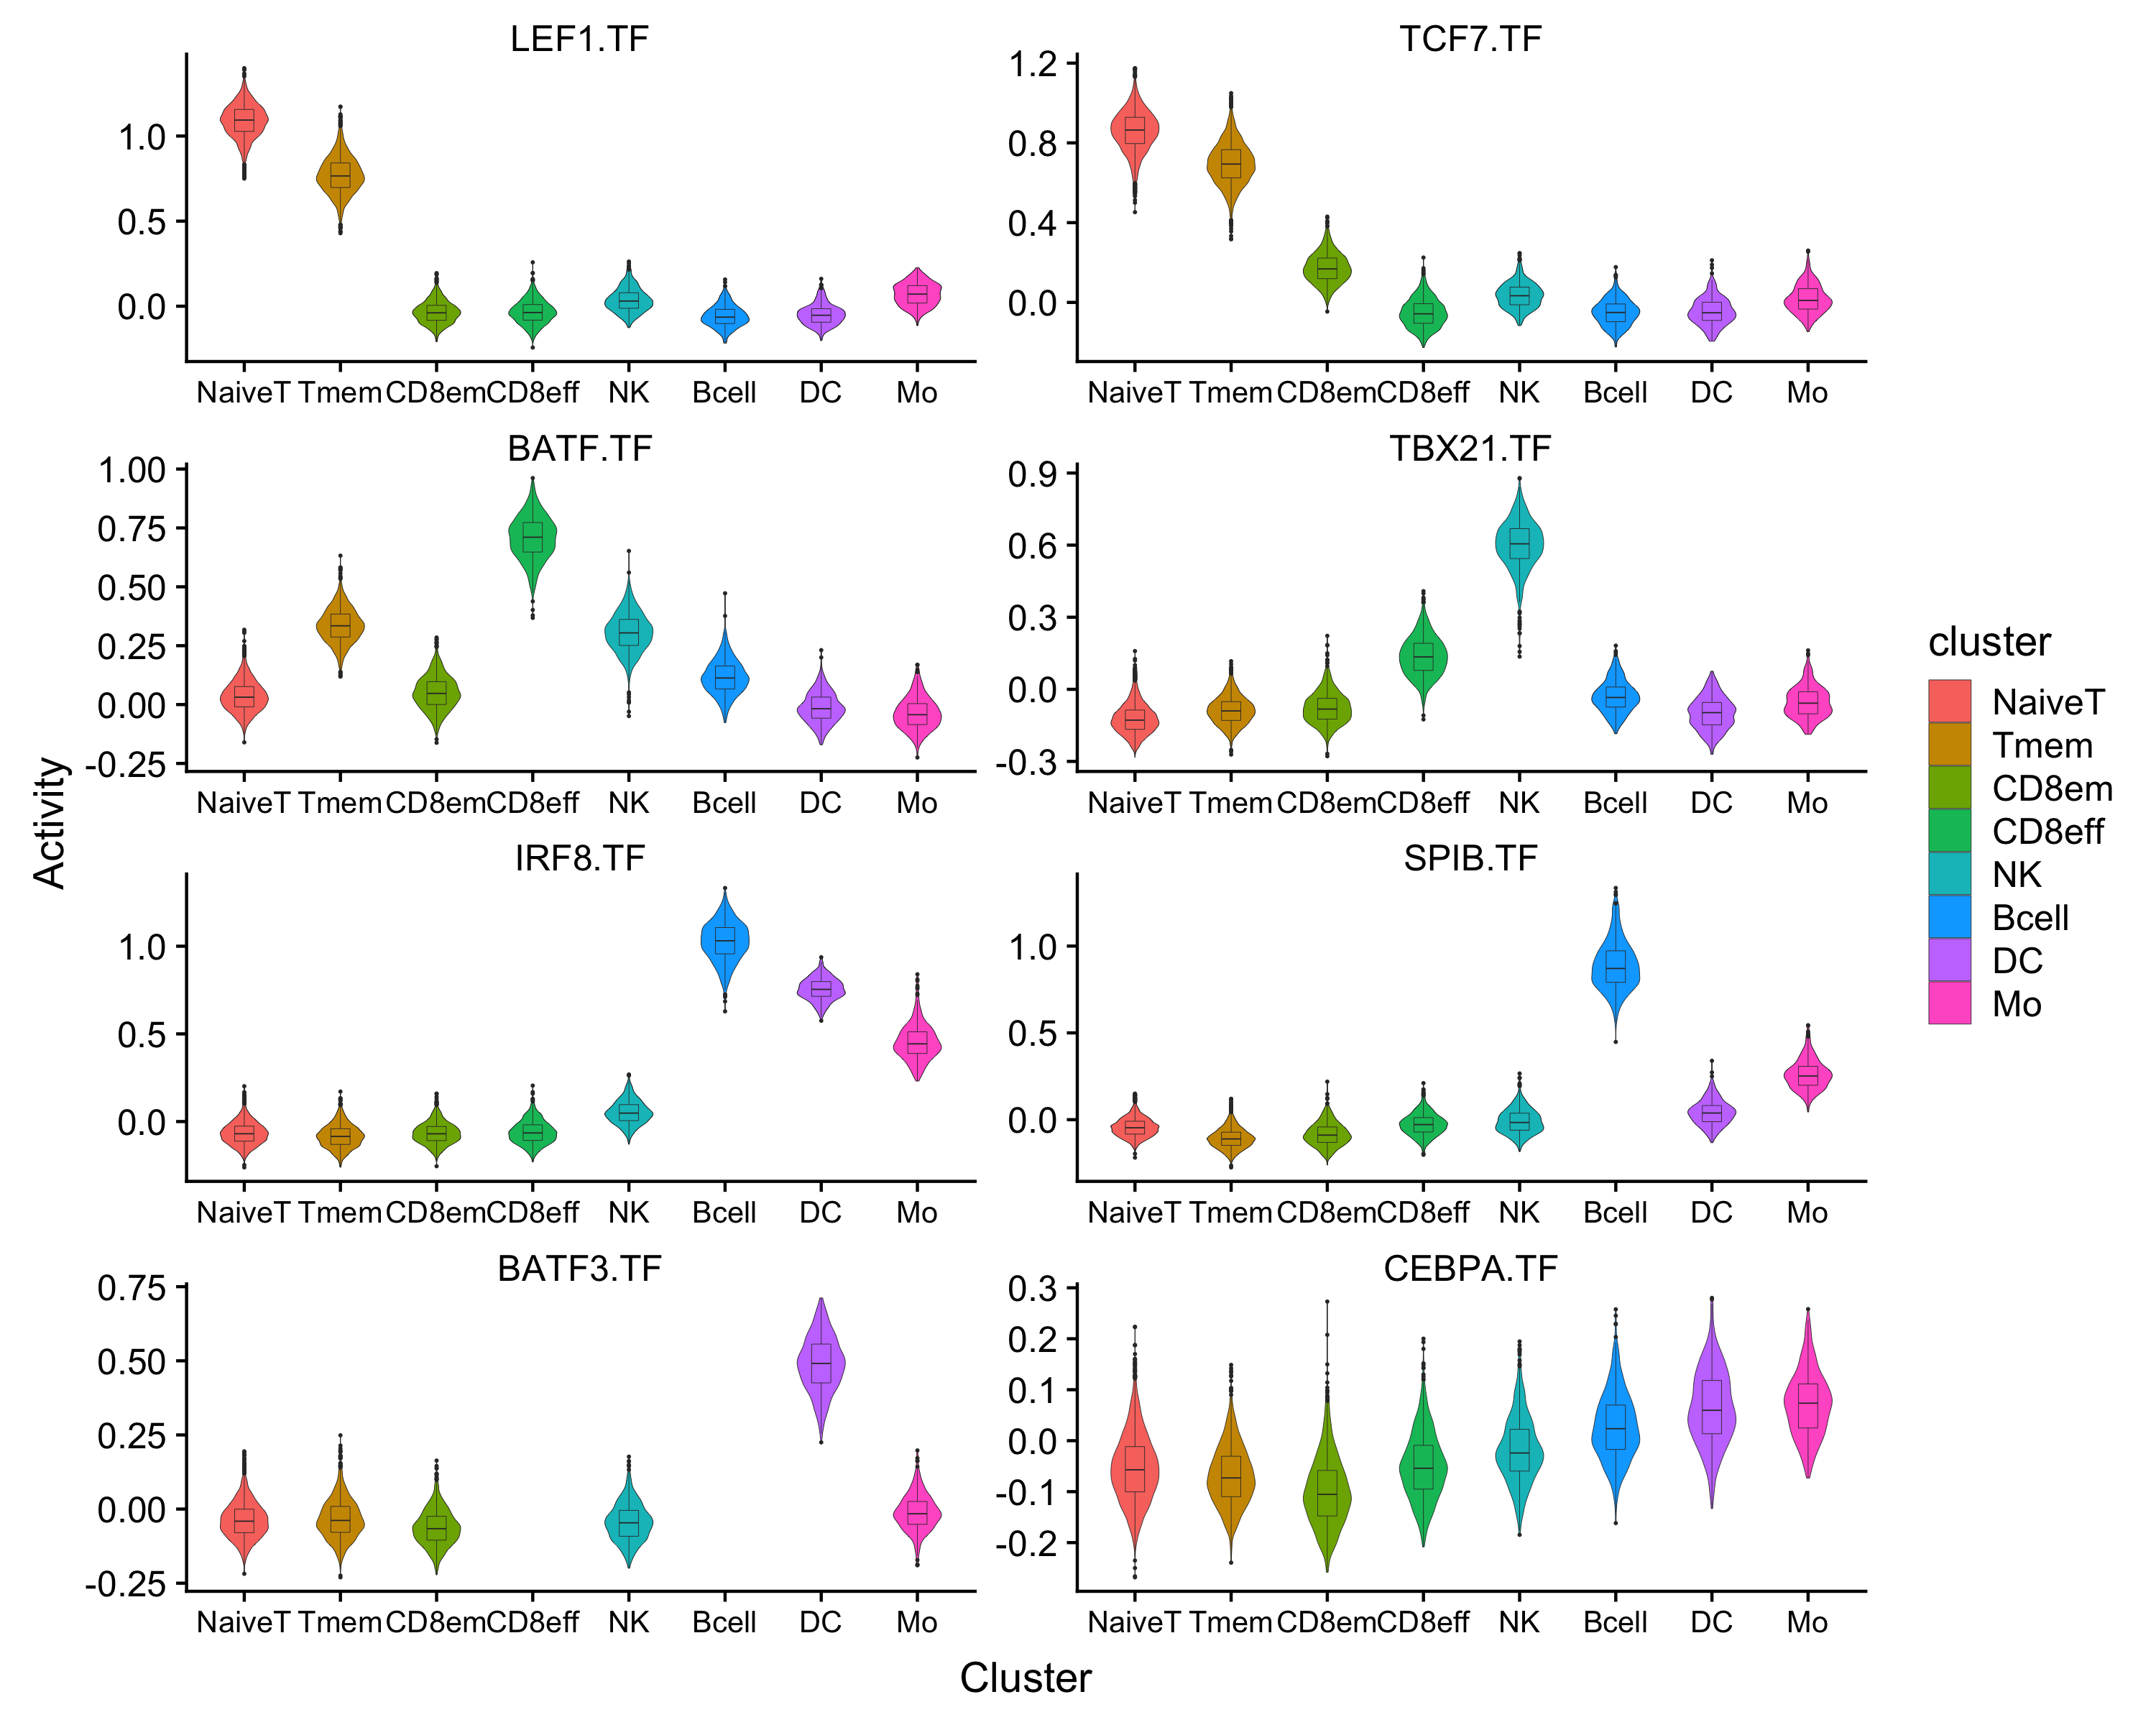 LEF1.TF
1.0
0.5
0.0
NaiveT Tmem CD8em CD8eff NK Bcell DC Mo
TCF7.TF
1.2
0.8
0.4
0.0
NaiveT Tmem CD8em CD8eff NK Bcell DC Mo
BATF.TF
1.00
0.75
0.50
0.25
0.00
-0.25
NaiveT Tmem CD8em CD8eff NK Bcell DC Mo
TBX21.TF
0.9
0.6
0.3
0.0
-0.3
NaiveT Tmem CD8em CD8eff NK Bcell DC Mo
Activity
IRF8.TF
1.0
0.5
0.0
NaiveT Tmem CD8em CD8eff NK Bcell DC Mo
SPIB.TF
1.0
0.5
0.0
NaiveT Tmem CD8em CD8eff NK Bcell DC Mo
BATF3.TF
0.75
0.50
0.25
0.00
-0.25
NaiveT Tmem CD8em CD8eff NK Bcell DC Mo
CEBPA.TF
0.3
0.2
0.1
0.0
-0.1
-0.2
NaiveT Tmem CD8em CD8eff NK Bcell DC Mo
Cluster
cluster
NaiveT
Tmem
CD8em
CD8eff
NK
Bcell
DC
Mo